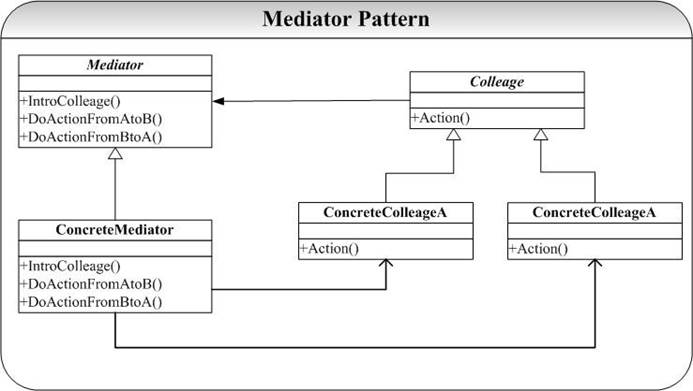 Mediator Pattern
Mediator
+IntroColleage()
+DoActionFromAtoB()
+DoActionFromBtoA()
Colleage
+Action()
ConcreteMediator
+IntroColleage()
+DoActionFromAtoB()
+DoActionFromBtoA()
ConcreteColleageA
+Action()
ConcreteColleageA
+Action()